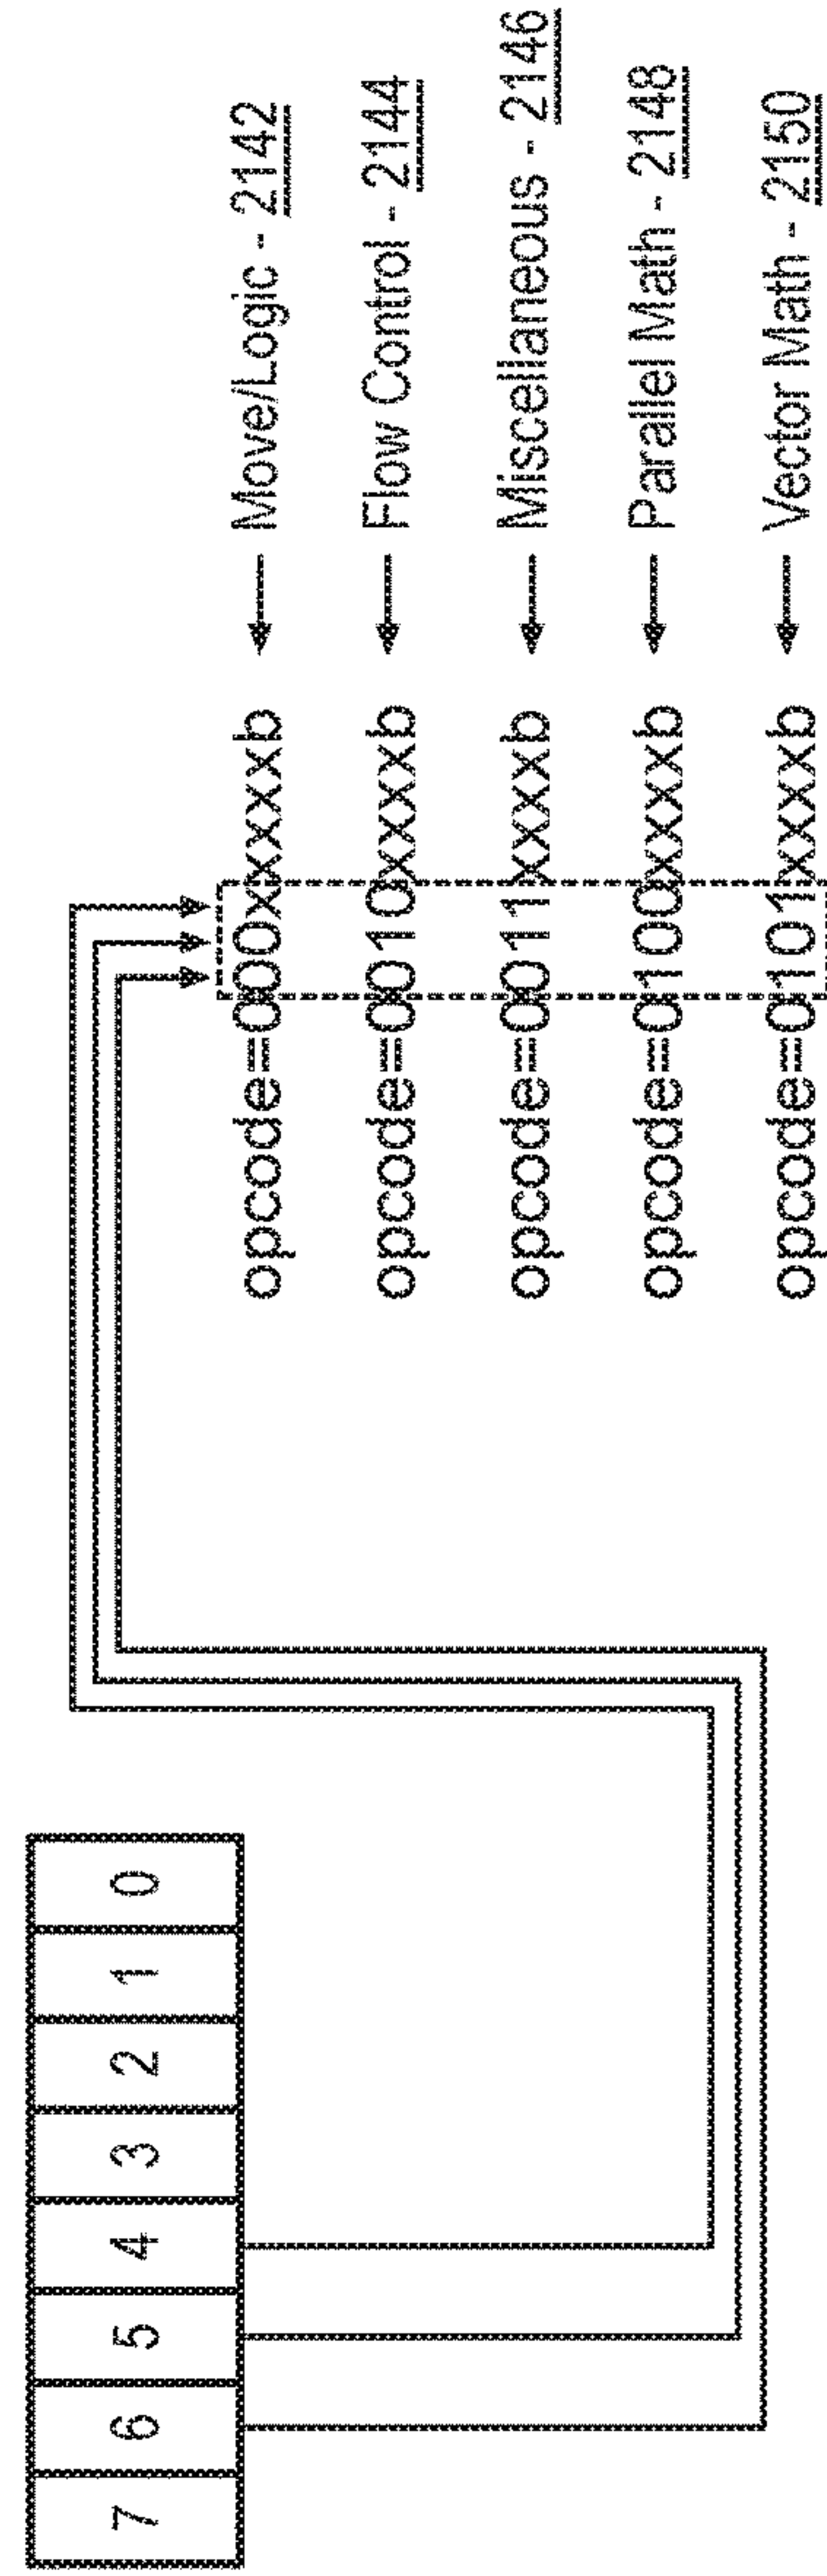 7 6 5 4 3 2 1 0
opcode=000xxxxxb ← Move/Logic - 2142
opcode=0010xxxxb ← Flow Control - 2144
opcode=0011xxxxb ← Miscellaneous - 2146
opcode=0100xxxxb ← Parallel Math - 2148
opcode=0101xxxxb ← Vector Math - 2150